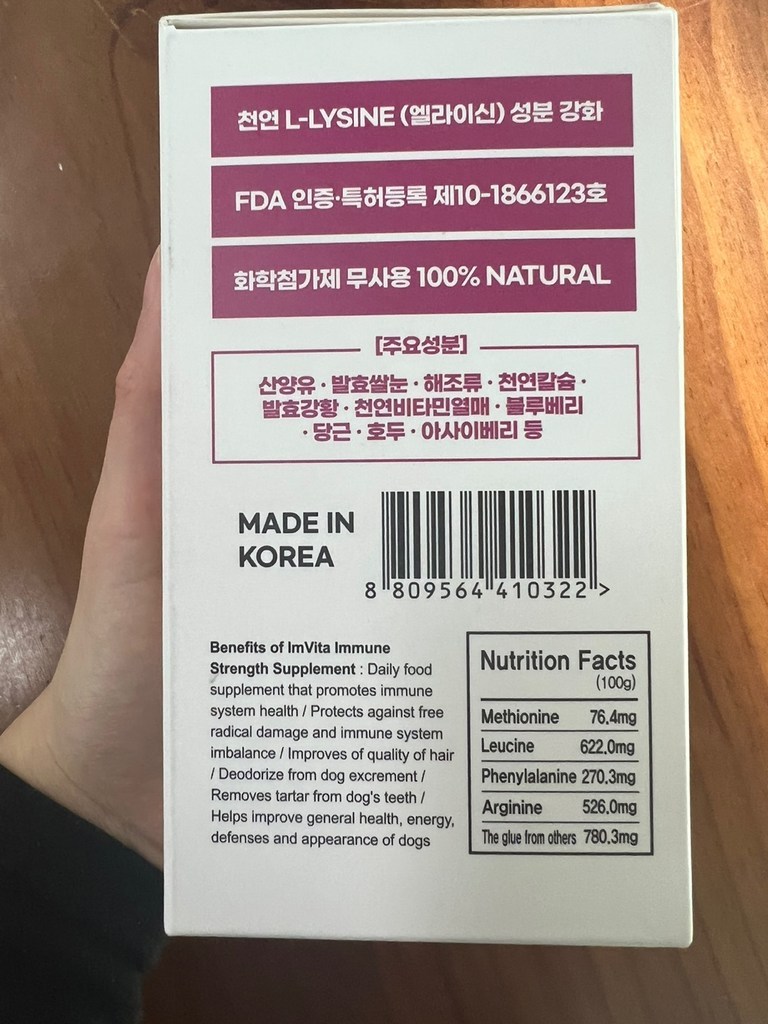 천연 L-LYSINE (엘라이신) 성분 강화
FDA 인증·특허등록 제10-1866123호
화학첨가제 무사용 100% NATURAL
[주요성분]
산양유 · 발효쌀눈 · 해조류 · 천연칼슘 ·
발효강황 · 천연비타민열매 · 블루베리
· 당근 · 호두 · 아사이베리 등
MADE IN
KOREA
8 809564 410322 >
Benefits of ImVita Immune
Strength Supplement : Daily food
supplement that promotes immune
system health / Protects against free
radical damage and immune system
imbalance / Improves of quality of hair
/ Deodorize from dog excrement /
Removes tartar from dog's teeth /
Helps improve general health, energy,
defenses and appearance of dogs
Nutrition Facts
(100g)
Methionine 76.4mg
Leucine 622.0mg
Phenylalanine 270.3mg
Arginine 526.0mg
The glue from others 780.3mg